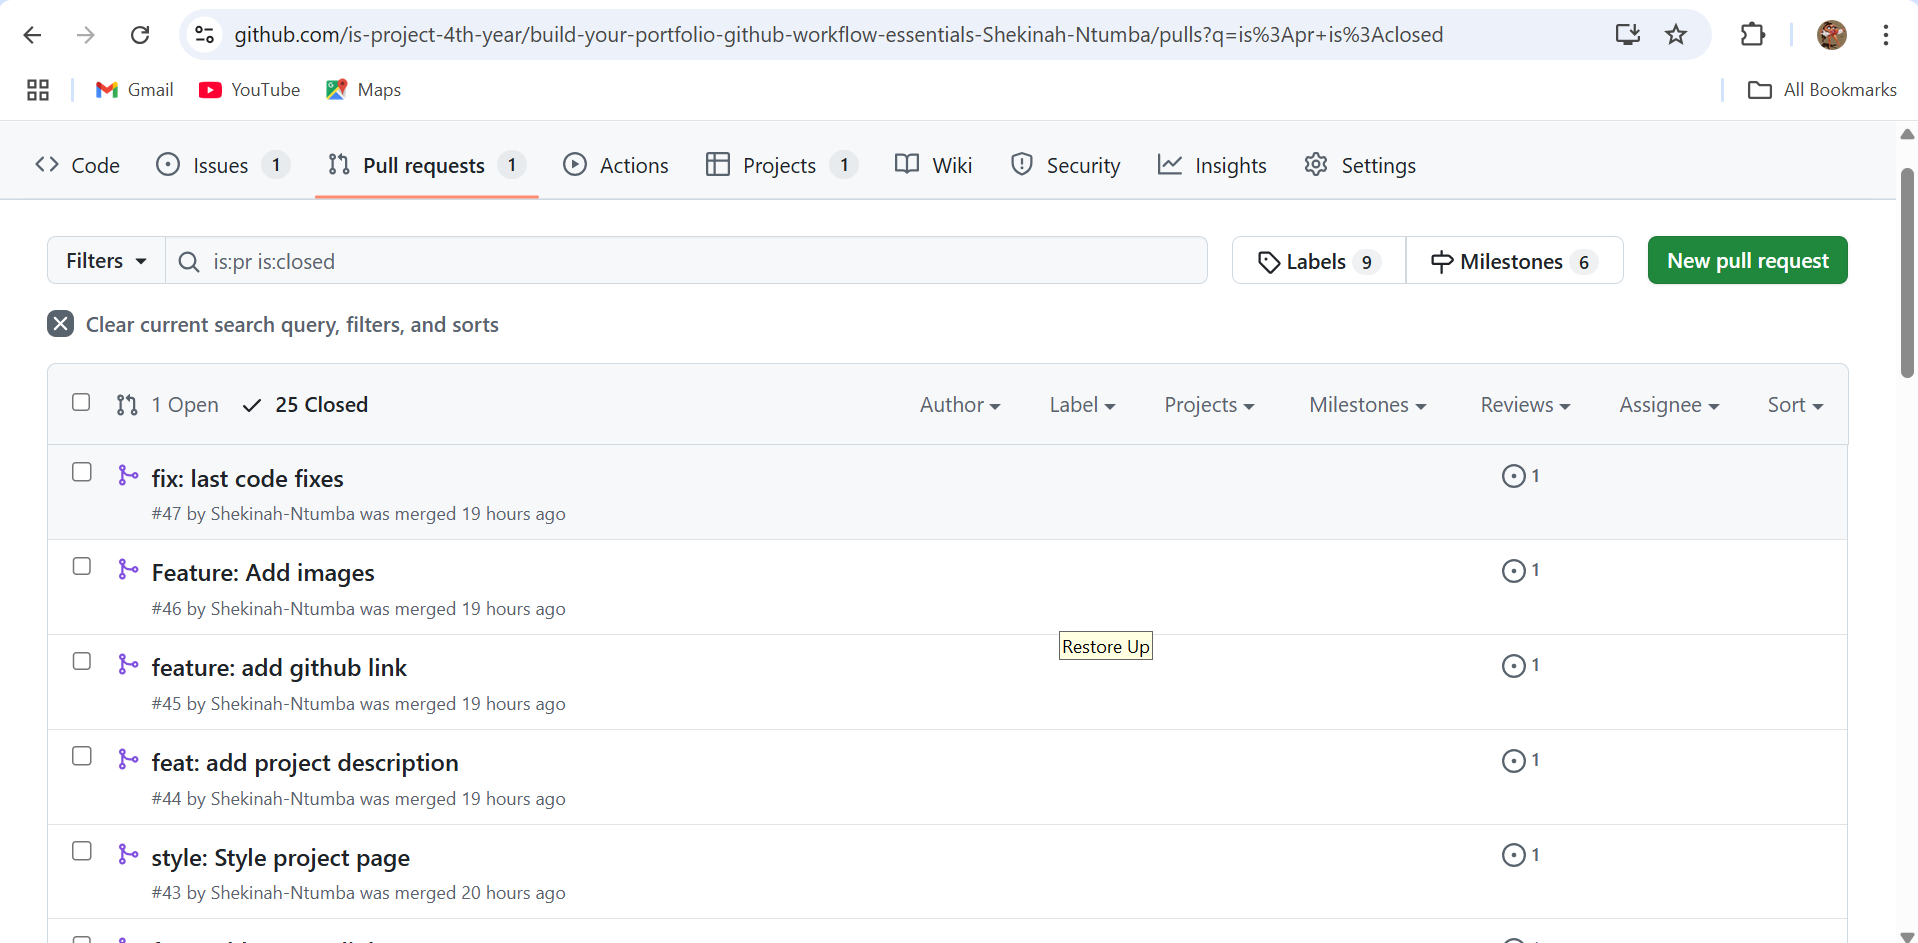 github.com/is-project-4th-year/build-your-portfolio-github-workflow-essentials-Shekinah-Ntumba/pulls?q=is%3Apr+is%3Aclosed
Gmail YouTube Maps All Bookmarks
Code Issues 1 Pull requests 1 Actions Projects 1 Wiki Security Insights Settings
Filters is:pr is:closed Labels 9 Milestones 6 New pull request
Clear current search query, filters, and sorts
1 Open 25 Closed Author Label Projects Milestones Reviews Assignee Sort
fix: last code fixes 1
#47 by Shekinah-Ntumba was merged 19 hours ago
Feature: Add images 1
#46 by Shekinah-Ntumba was merged 19 hours ago
Restore Up
feature: add github link 1
#45 by Shekinah-Ntumba was merged 19 hours ago
feat: add project description 1
#44 by Shekinah-Ntumba was merged 19 hours ago
style: Style project page 1
#43 by Shekinah-Ntumba was merged 20 hours ago